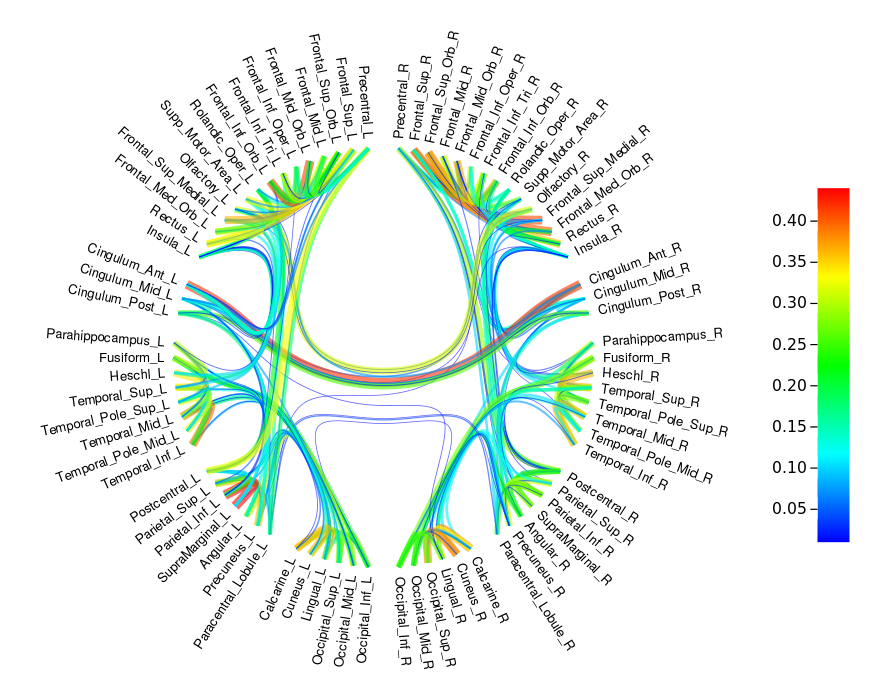 Precentral_L
Frontal_Sup_L
Frontal_Sup_Orb_L
Frontal_Mid_L
Frontal_Mid_Orb_L
Frontal_Inf_Oper_L
Frontal_Inf_Tri_L
Frontal_Inf_Orb_L
Rolandic_Oper_L
Supp_Motor_Area_L
Olfactory_L
Frontal_Sup_Medial_L
Frontal_Med_Orb_L
Rectus_L
Insula_L
Cingulum_Ant_L
Cingulum_Mid_L
Cingulum_Post_L
Parahippocampus_L
Fusiform_L
Heschl_L
Temporal_Sup_L
Temporal_Pole_Sup_L
Temporal_Mid_L
Temporal_Pole_Mid_L
Temporal_Inf_L
Postcentral_L
Parietal_Sup_L
Parietal_Inf_L
SupraMarginal_L
Angular_L
Precuneus_L
Paracentral_Lobule_L
Calcarine_L
Cuneus_L
Lingual_L
Occipital_Sup_L
Occipital_Mid_L
Occipital_Inf_L
Precentral_R
Frontal_Sup_R
Frontal_Sup_Orb_R
Frontal_Mid_R
Frontal_Mid_Orb_R
Frontal_Inf_Oper_R
Frontal_Inf_Tri_R
Frontal_Inf_Orb_R
Rolandic_Oper_R
Supp_Motor_Area_R
Olfactory_R
Frontal_Sup_Medial_R
Frontal_Med_Orb_R
Rectus_R
Insula_R
Cingulum_Ant_R
Cingulum_Mid_R
Cingulum_Post_R
Parahippocampus_R
Fusiform_R
Heschl_R
Temporal_Sup_R
Temporal_Pole_Sup_R
Temporal_Mid_R
Temporal_Pole_Mid_R
Temporal_Inf_R
Postcentral_R
Parietal_Sup_R
Parietal_Inf_R
SupraMarginal_R
Angular_R
Precuneus_R
Paracentral_Lobule_R
Calcarine_R
Cuneus_R
Lingual_R
Occipital_Sup_R
Occipital_Mid_R
Occipital_Inf_R
0.40
0.35
0.30
0.25
0.20
0.15
0.10
0.05